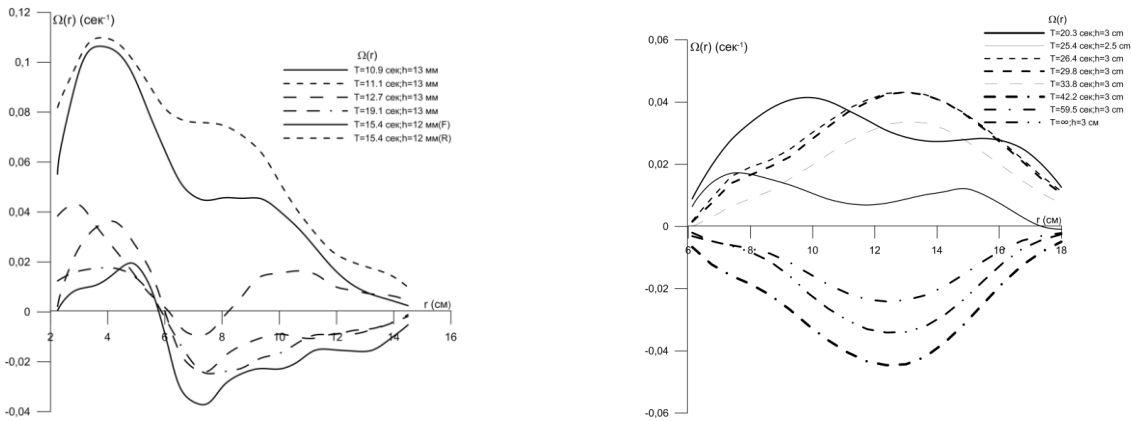 0,12
Ω(r) (сек⁻¹)
0,1
0,08
0,06
0,04
0,02
0
-0,02
-0,04
2 4 6 8 10 12 14 16
r (см)
Ω(r)
T=10.9 сек;h=13 мм
T=11.1 сек;h=13 мм
T=12.7 сек;h=13 мм
T=19.1 сек;h=13 мм
T=15.4 сек;h=12 мм(F)
T=15.4 сек;h=12 мм(R)
0,06
Ω(r) (сек⁻¹)
0,04
0,02
0
-0,02
-0,04
-0,06
6 8 10 12 14 16 18
r (см)
Ω(r)
T=20.3 сек;h=3 cm
T=25.4 сек;h=2.5 cm
T=26.4 сек;h=3 cm
T=29.8 сек;h=3 cm
T=33.8 сек;h=3 cm
T=42.2 сек;h=3 cm
T=59.5 сек;h=3 cm
T=∞;h=3 см